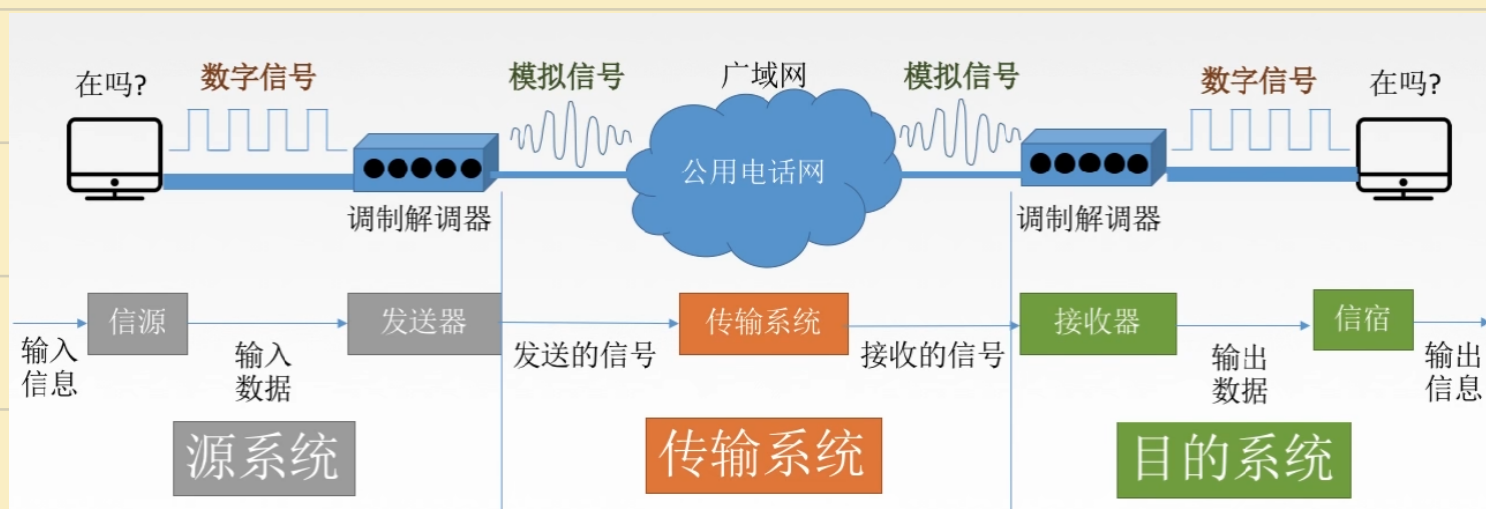 在吗?
数字信号
模拟信号
广域网
模拟信号
数字信号
在吗?
公用电话网
调制解调器
调制解调器
信源
发送器
传输系统
接收器
信宿
输入
信息
输入
数据
发送的信号
接收的信号
输出
数据
输出
信息
源系统
传输系统
目的系统